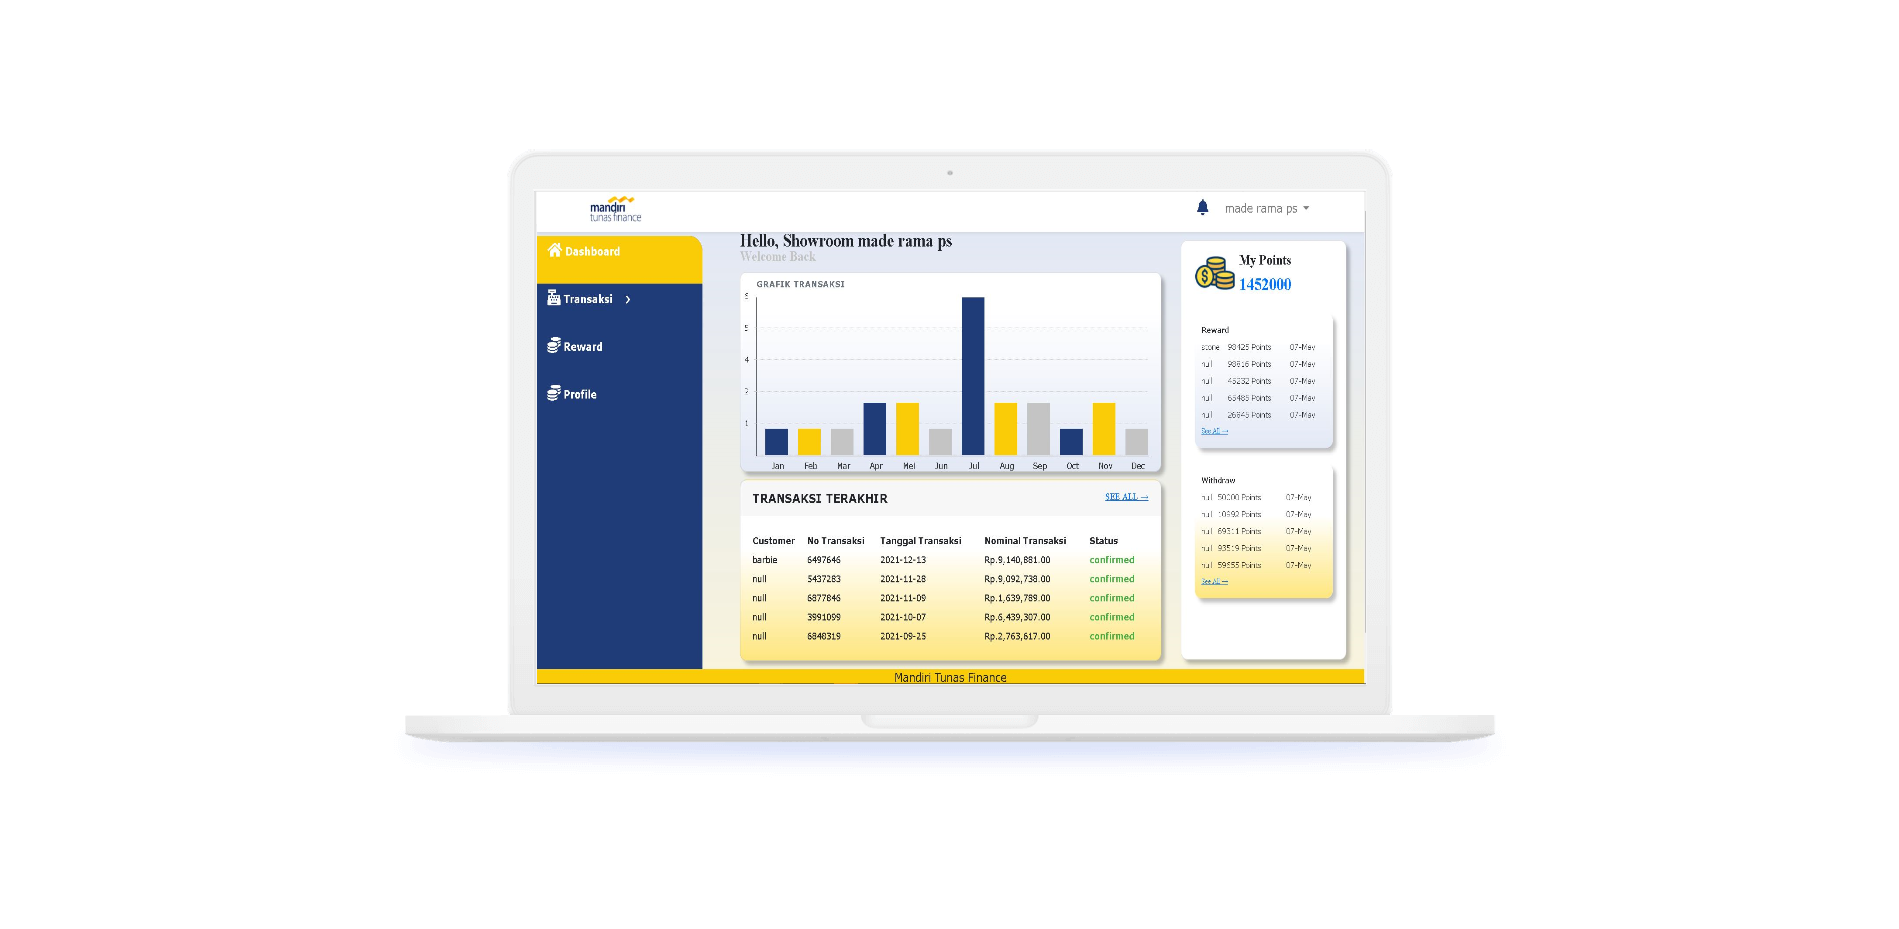 mandiri
tunas finance
made rama ps
Dashboard
Transaksi
Reward
Profile
Hello, Showroom made rama ps
Welcome Back
GRAFIK TRANSAKSI
5
4
2
1
Jan Feb Mar Apr Mei Jun Jul Aug Sep Oct Nov Dec
TRANSAKSI TERAKHIR
SEE ALL →
Customer No Transaksi Tanggal Transaksi Nominal Transaksi Status
barbie 6497646 2021-12-13 Rp.9,140,881.00 confirmed
null 5437283 2021-11-28 Rp.9,092,738.00 confirmed
null 6877846 2021-11-09 Rp.1,639,789.00 confirmed
null 3991099 2021-10-07 Rp.6,439,307.00 confirmed
null 6848319 2021-09-25 Rp.2,763,617.00 confirmed
My Points
1452000
Reward
98425 Points 07-May
null 98816 Points 07-May
null 45232 Points 07-May
null 65485 Points 07-May
null 26845 Points 07-May
See All →
Withdraw
null 50000 Points 07-May
null 10992 Points 07-May
null 69311 Points 07-May
null 93519 Points 07-May
null 59655 Points 07-May
See All →
Mandiri Tunas Finance